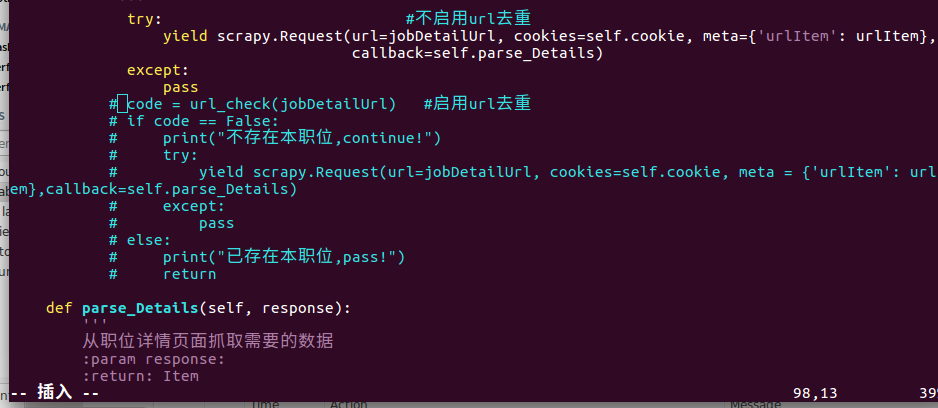 try:                           #不启用url去重
yield scrapy.Request(url=jobDetailUrl, cookies=self.cookie, meta={'urlItem': urlItem},
callback=self.parse_Details)
except:
pass
# code = url_check(jobDetailUrl)   #启用url去重
# if code == False:
#     print("不存在本职位,continue!")
#     try:
#         yield scrapy.Request(url=jobDetailUrl, cookies=self.cookie, meta = {'urlItem': url
em},callback=self.parse_Details)
#     except:
#         pass
# else:
#     print("已存在本职位,pass!")
#     return
def parse_Details(self, response):
'''
从职位详情页面抓取需要的数据
:param response:
:return: Item
-- 插入 --                                                98,13         39
Time  Action  Message